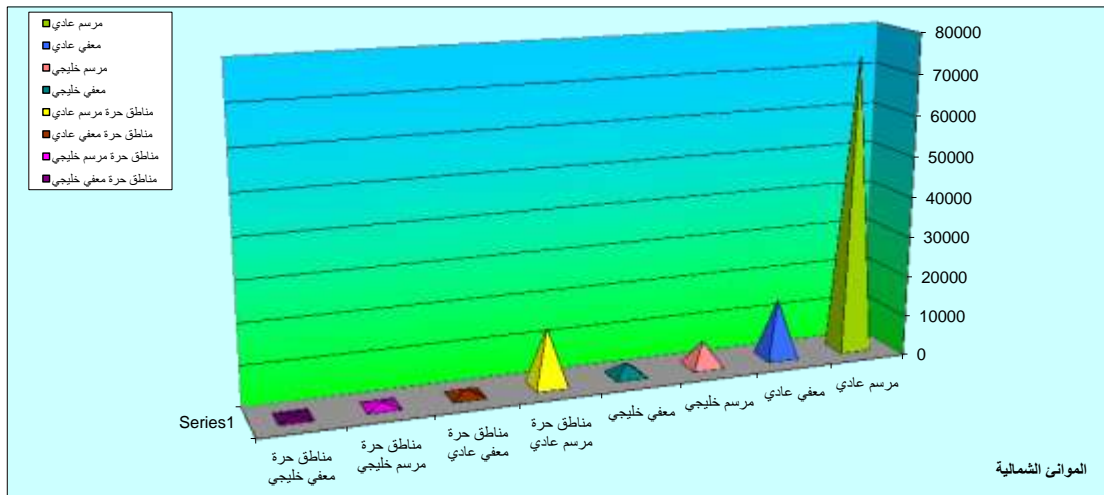 مرسم عادي
معفي عادي
مرسم خليجي
معفي خليجي
مناطق حرة مرسم عادي
مناطق حرة معفي عادي
مناطق حرة مرسم خليجي
مناطق حرة معفي خليجي
80000
70000
60000
50000
40000
30000
20000
10000
0
مرسم عادي
معفي عادي
مرسم خليجي
معفي خليجي
مناطق حرة
مرسم عادي
مناطق حرة
معفي عادي
مناطق حرة
مرسم خليجي
مناطق حرة
معفي خليجي
Series1
الموانئ الشمالية